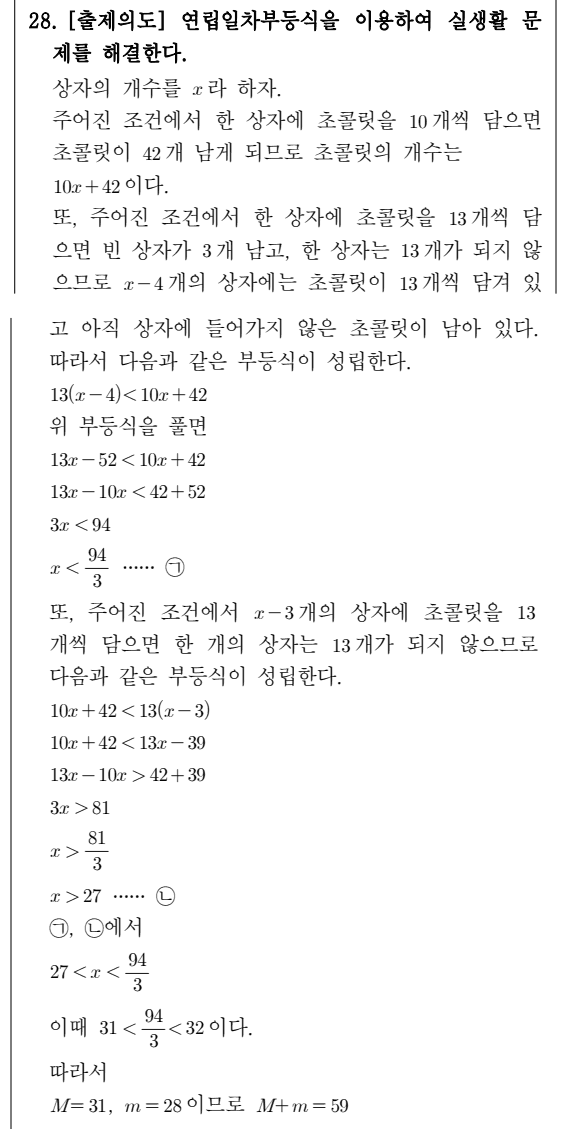 28. [출제의도] 연립일차부등식을 이용하여 실생활 문
제를 해결한다.
상자의 개수를 x라 하자.
주어진 조건에서 한 상자에 초콜릿을 10개씩 담으면
초콜릿이 42개 남게 되므로 초콜릿의 개수는
10x+42이다.
또, 주어진 조건에서 한 상자에 초콜릿을 13개씩 담
으면 빈 상자가 3개 남고, 한 상자는 13개가 되지 않
으므로 x-4개의 상자에는 초콜릿이 13개씩 담겨 있
고 아직 상자에 들어가지 않은 초콜릿이 남아 있다.
따라서 다음과 같은 부등식이 성립한다.
13(x-4)<10x+42
위 부등식을 풀면
13x-52<10x+42
13x-10x<42+52
3x<94
x<94/3 ······ ㉠
또, 주어진 조건에서 x-3개의 상자에 초콜릿을 13
개씩 담으면 한 개의 상자는 13개가 되지 않으므로
다음과 같은 부등식이 성립한다.
10x+42<13(x-3)
10x+42<13x-39
13x-10x>42+39
3x>81
x>81/3
x>27 ······ ㉡
㉠, ㉡에서
27<x<94/3
이때 31<94/3<32이다.
따라서
M=31, m=28이므로 M+m=59